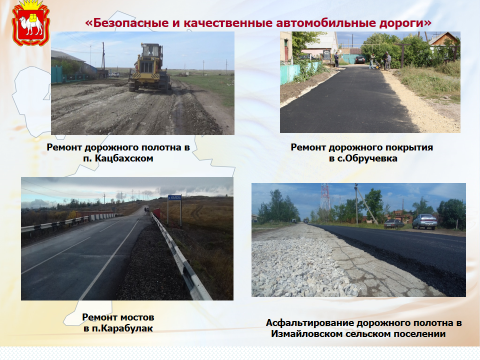 «Безопасные и качественные автомобильные дороги»
Ремонт дорожного полотна в
п. Кацбахском
Ремонт дорожного покрытия
в с.Обручевка
Ремонт мостов
в п.Карабулак
Асфальтирование дорожного полотна в
Измайловском сельском поселении